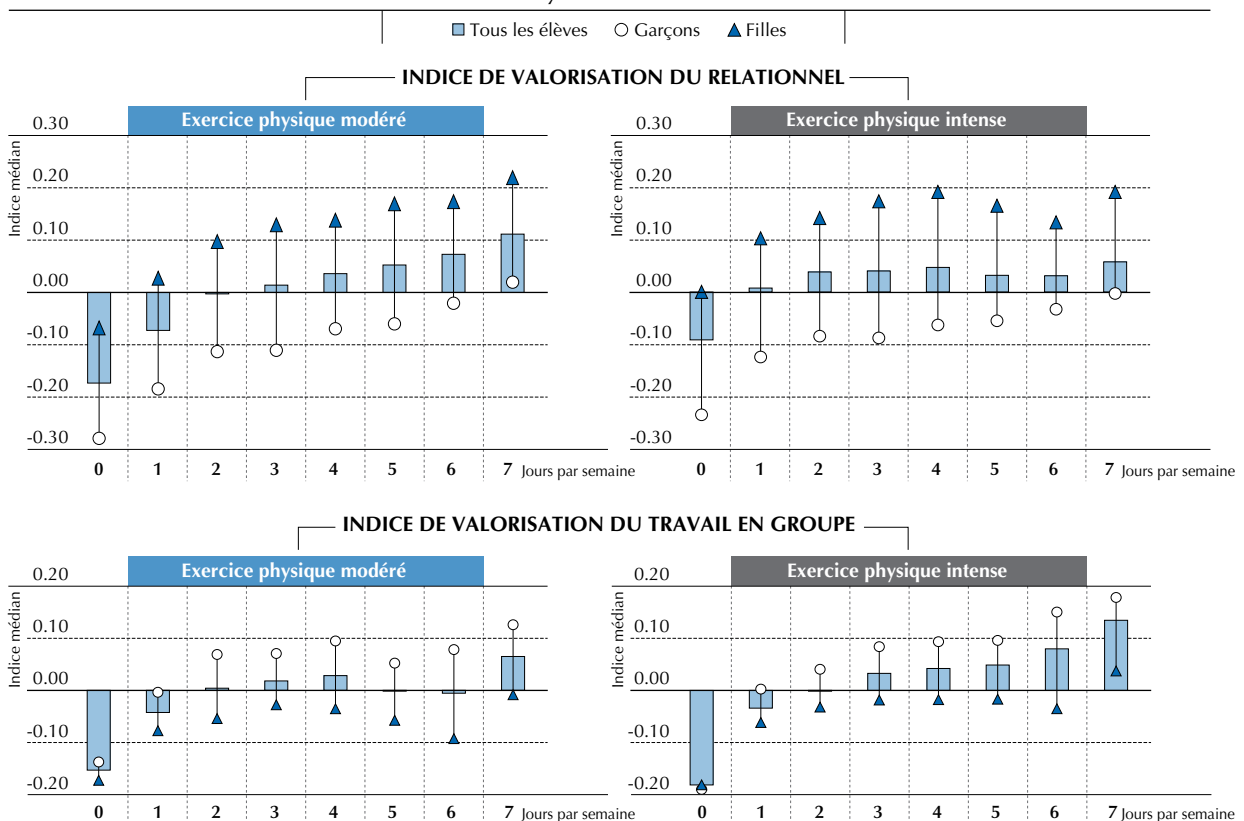 Tous les élèves Garçons Filles
INDICE DE VALORISATION DU RELATIONNEL
Exercice physique modéré
Indice médian
0.30
0.20
0.10
0.00
-0.10
-0.20
-0.30
0 1 2 3 4 5 6 7 Jours par semaine
Exercice physique intense
Indice médian
0.30
0.20
0.10
0.00
-0.10
-0.20
-0.30
0 1 2 3 4 5 6 7 Jours par semaine
INDICE DE VALORISATION DU TRAVAIL EN GROUPE
Exercice physique modéré
Indice médian
0.20
0.10
0.00
-0.10
-0.20
0 1 2 3 4 5 6 7 Jours par semaine
Exercice physique intense
Indice médian
0.20
0.10
0.00
-0.10
-0.20
0 1 2 3 4 5 6 7 Jours par semaine